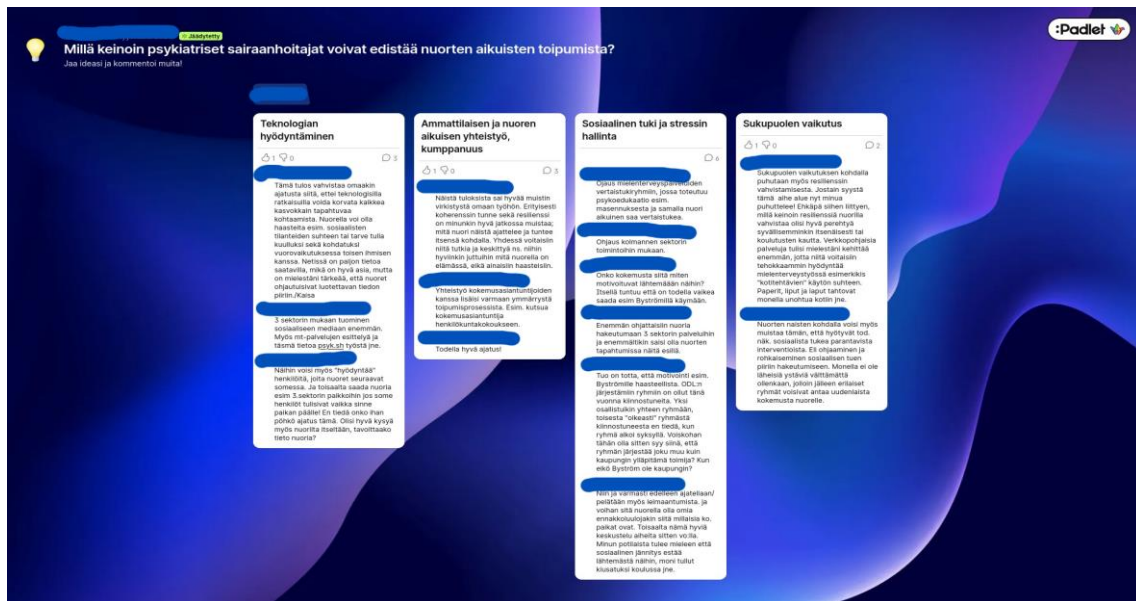 Jäädytetty
:Padlet
Millä keinoin psykiatriset sairaanhoitajat voivat edistää nuorten aikuisten toipumista?
Jaa ideasi ja kommentoi muita!
Teknologian
hyödyntäminen
1 0 3
Tämä tulos vahvistaa omaakin
ajatusta siitä, ettei teknologisilla
ratkaisuilla voida korvata kaikkea
kasvokkain tapahtuvaa
kohtaamista. Nuorella voi olla
haasteita esim. sosiaalisten
tilanteiden suhteen tai tarve tulla
kuulluksi sekä kohdatuksi
vuorovaikutuksessa toisen ihmisen
kanssa. Netissä on paljon tietoa
saatavilla, mikä on hyvä asia, mutta
on mielestäni tärkeää, että nuoret
ohjautuisivat luotettavan tiedon
piiriin./Kaisa
3 sektorin mukaan tuominen
sosiaaliseen mediaan enemmän.
Myös mt-palvelujen esittelyä ja
täsmä tietoa psyk.sh työstä jne.
Näihin voisi myös "hyödyntää"
henkilöitä, joita nuoret seuraavat
somessa. Ja toisaalta saada nuoria
esim 3.sektorin paikkoihin jos some
henkilöt tulisivat vaikka sinne
paikan päälle! En tiedä onko ihan
pöhkö ajatus tämä. Olisi hyvä kysyä
myös nuorilta itseltään, tavoittaako
tieto nuoria?
Ammattilaisen ja nuoren
aikuisen yhteistyö,
kumppanuus
1 0 3
Näistä tuloksista sai hyvää muistin
virkistystä omaan työhön. Erityisesti
koherenssin tunne sekä resilienssi
on minunkin hyvä jatkossa muistaa;
mitä nuori näistä ajattelee ja tuntee
itsensä kohdalla. Yhdessä voitaisiin
niitä tutkia ja keskittyä ns. niihin
hyviinkin juttuihin mitä nuorella on
elämässä, eikä ainaisiin haasteisiin.
Yhteistyö kokemusasiantuntijoiden
kanssa lisäisi varmaan ymmärrystä
toipumisprosessista. Esim. kutsua
kokemusasiantuntija
henkilökuntakokoukseen.
Todella hyvä ajatus!
Sosiaalinen tuki ja stressin
hallinta
6
Ojaus mielenterveyspalveluiden
vertaistukiryhmiin, jossa toteutuu
psykoedukaatio esim.
masennuksesta ja samalla nuori
aikuinen saa vertaistukea.
Ohjaus kolmannen sektorin
toimintoihin mukaan.
Onko kokemusta siitä miten
motivoituvat lähtemäään näihin?
Itsellä tuntuu että on todella vaikea
saada esim Byströmillä käymään.
Enemmän ohjattaisiin nuoria
hakeutumaan 3 sektorin palveluihin
ja enemmältikin saisi olla nuorten
tapahtumissa näitä esillä.
Tuo on totta, että motivointi esim.
Byströmille haasteellista. ODL:n
järjestämiin ryhmiin on ollut tänä
vuonna kiinnostuneita. Yksi
osallistuikin yhteen ryhmään,
toisesta "oikeasti" ryhmästä
kiinnostuneesta en tiedä, kun
ryhmä alkoi syksyllä. Voiskohan
tähän olla sitten syy siinä, että
ryhmän järjestää joku muu kuin
kaupungin ylläpitämä toimija? Kun
eikö Byström ole kaupungin?
Niin ja varmasti edelleen ajatellaan/
pelätään myös leimaantumista. ja
voihan sitä nuorella olla omia
ennakkoluulojakin siitä millaisia ko.
paikat ovat. Toisaalta nämä hyviä
keskustelu aiheita sitten vo:lla.
Minun potilaista tulee mieleen että
sosiaalinen jännitys estää
lähtemästä näihin, moni tullut
kiusatuksi koulussa jne.
Sukupuolen vaikutus
1 0 2
Sukupuolen vaikutuksen kohdalla
puhutaan myös resilienssin
vahvistamisesta. Jostain syystä
tämä aihe alue nyt minua
puhuttelee! Ehkäpä siihen liittyen,
millä keinoin resilienssiä nuorilla
vahvistaa olisi hyvä perehtyä
syvällisemminkin itsenäisesti tai
koulutusten kautta. Verkkopohjaisia
palveluja tulisi mielestäni kehittää
enemmän, jotta niitä voitaisiin
tehokkaammin hyödyntää
mielenterveystyössä esimerkiksi
"kotitehtävien" käytön suhteen.
Paperit, liput ja laput tahtovat
monella unohtua kotiin jne.
Nuorten naisten kohdalla voisi myös
muistaa tämän, että hyötyvät tod.
näk. sosiaalista tukea parantavista
interventioista. Eli ohjaaminen ja
rohkaiseminen sosiaalisen tuen
piiriin hakeutumiseen. Monella ei ole
läheisiä ystäviä välttämättä
ollenkaan, jolloin jälleen erilaiset
ryhmät voisivat antaa uudenlaista
kokemusta nuorelle.